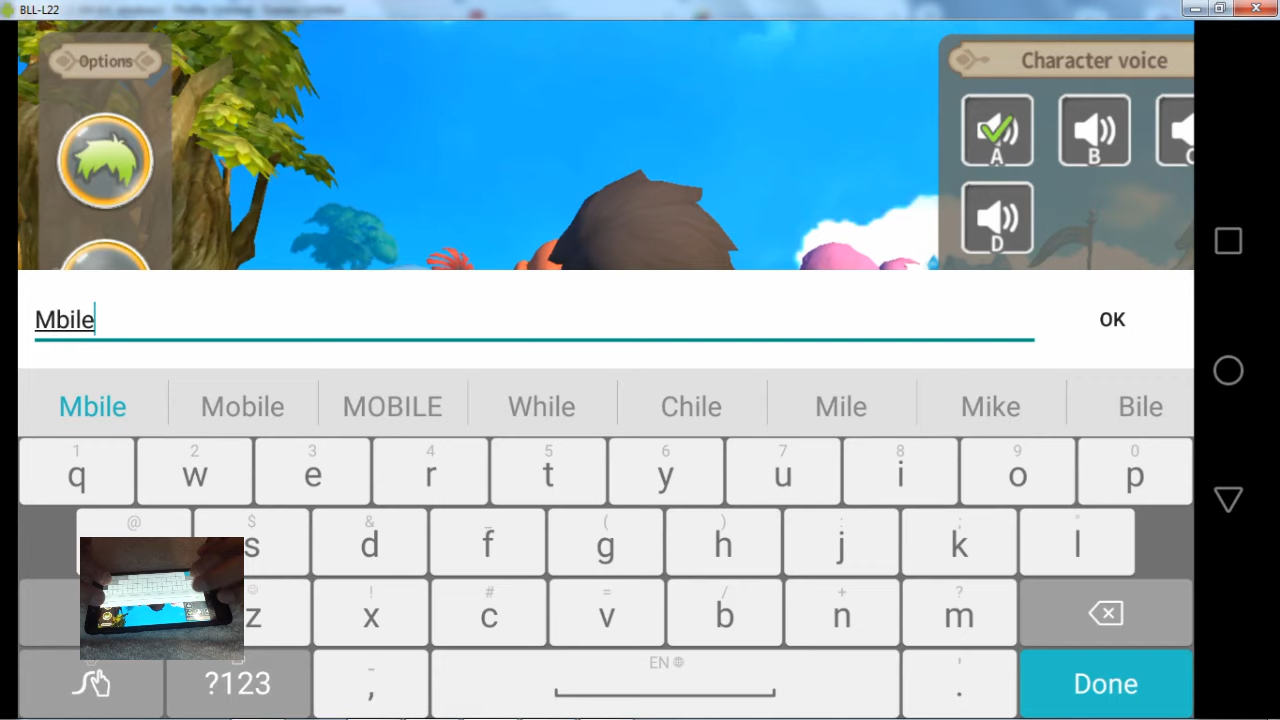 BLL-L22
Options
Character voice
A
B
C
D
Mbile
OK
Mbile Mobile MOBILE While Chile Mile Mike Bile
1 2 3 4 5 6 7 8 9 0
q w e r t y u i o p
@ $ & _ ( ) : ; "
s d f g h j k l
! # = / + ?
z x c v b n m
EN
?123 , - . '
Done